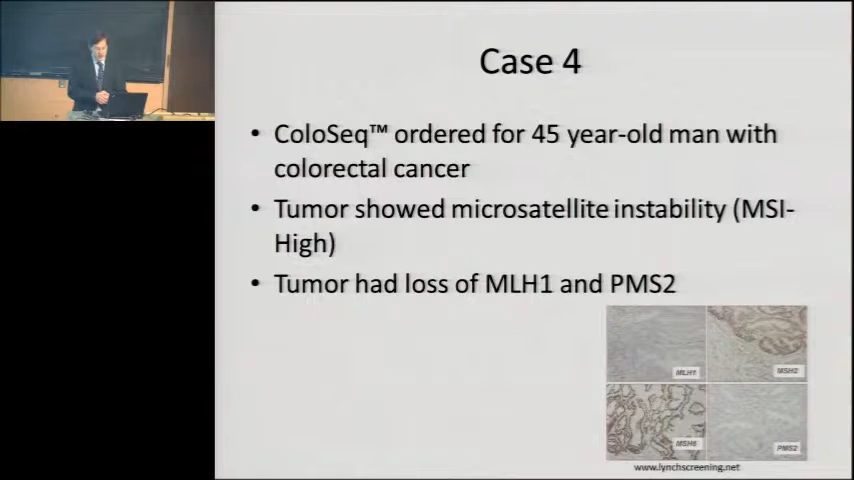 Case 4
• ColoSeq™ ordered for 45 year-old man with
colorectal cancer
• Tumor showed microsatellite instability (MSI-
High)
• Tumor had loss of MLH1 and PMS2
MLH1
MSH2
MSH6
PMS2
www.lynchscreening.net